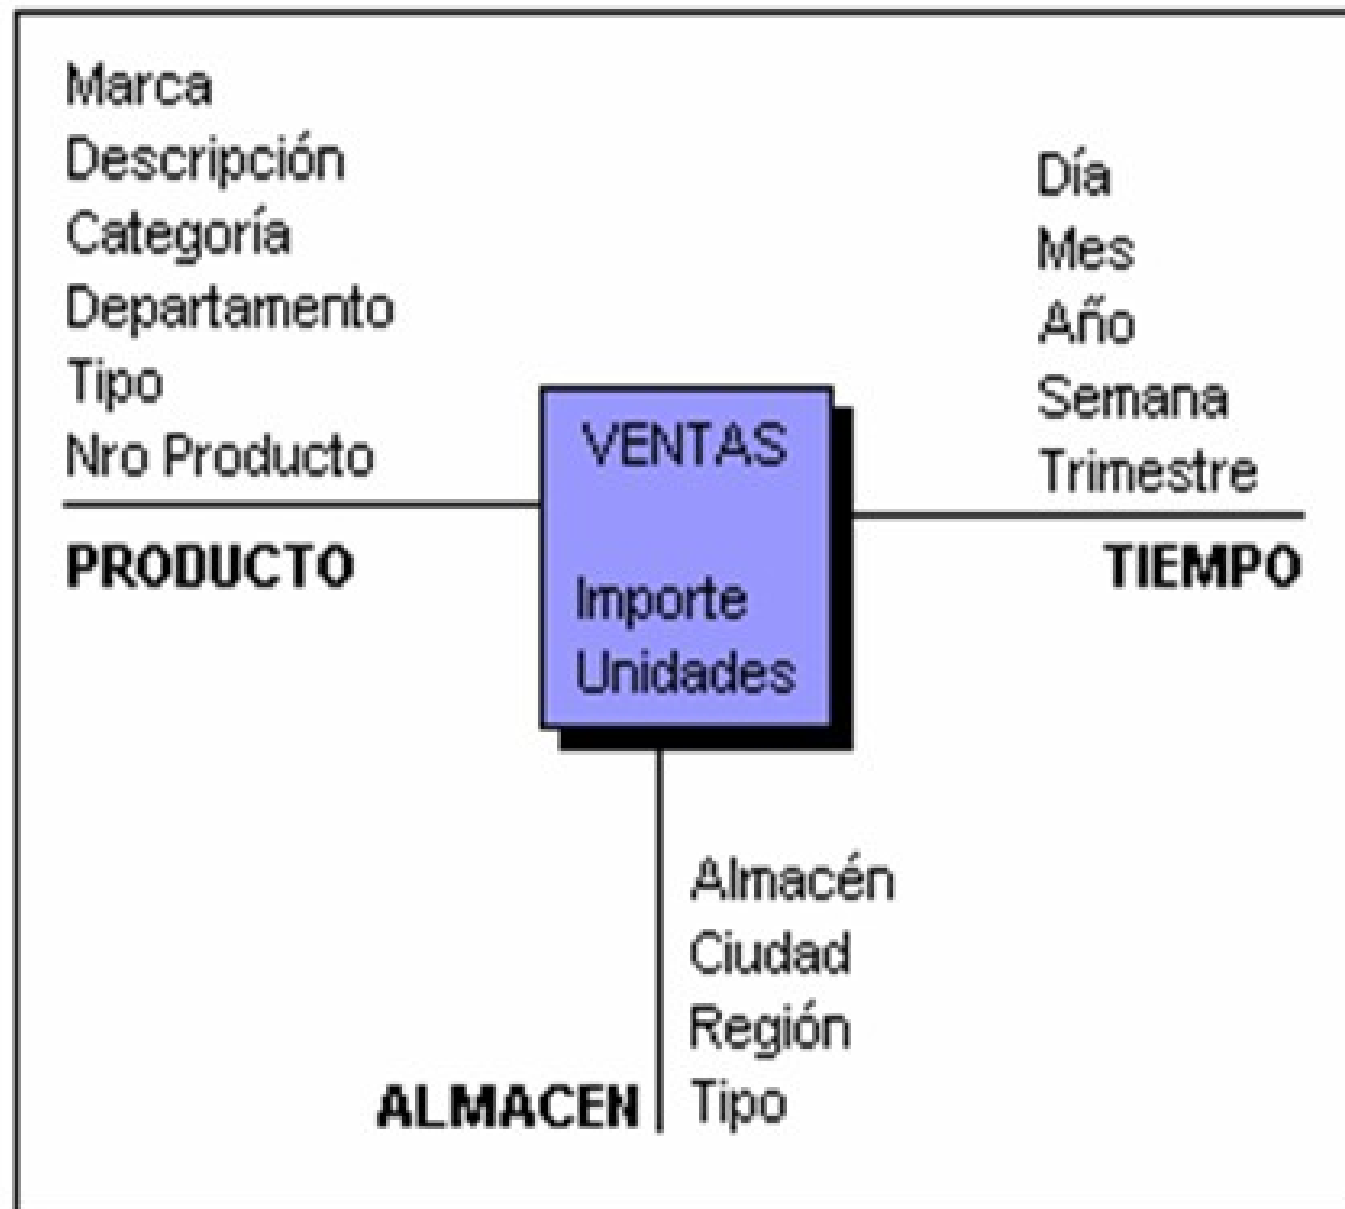 Marca
Descripción
Categoría
Departamento
Tipo
Nro Producto
PRODUCTO
VENTAS
Importe
Unidades
Día
Mes
Año
Semana
Trimestre
TIEMPO
Almacén
Ciudad
Región
Tipo
ALMACEN